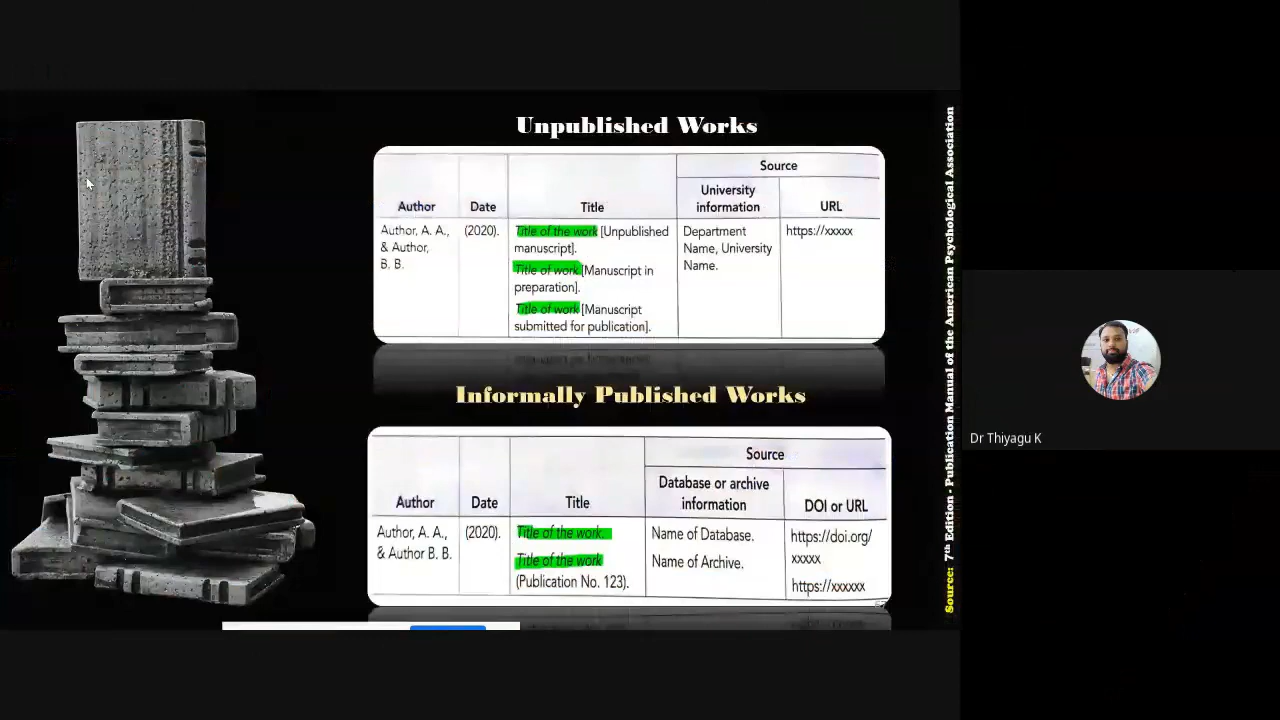 Unpublished Works
Source
University
information
Author
Date
Title
URL
Author, A. A.,
& Author,
B. B.
(2020).
Title of the work [Unpublished
manuscript].
Title of work [Manuscript in
preparation].
Title of work [Manuscript
submitted for publication].
Department
Name, University
Name.
https://xxxxx
Informally Published Works
Source
Database or archive
information
Author
Date
Title
DOI or URL
Author, A. A.,
& Author B. B.
(2020).
Title of the work.
Title of the work
(Publication No. 123).
Name of Database.
Name of Archive.
https://doi.org/
xxxxx
https://xxxxxx
Source: 7th Edition - Publication Manual of the American Psychological Association
Dr Thiyagu K